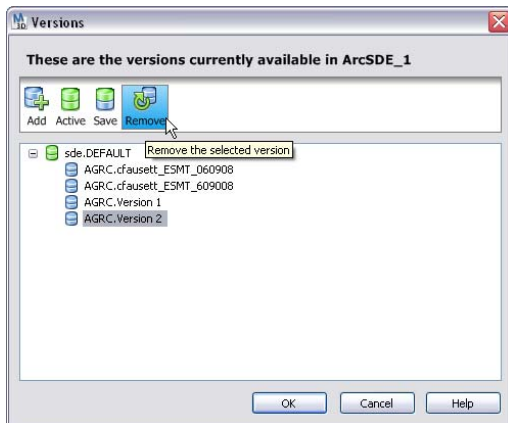 Versions
These are the versions currently available in ArcSDE_1
Add Active Save Remove
Remove the selected version
sde.DEFAULT
AGRC.cfausett_ESMT_060908
AGRC.cfausett_ESMT_609008
AGRC.Version 1
AGRC.Version 2
OK Cancel Help